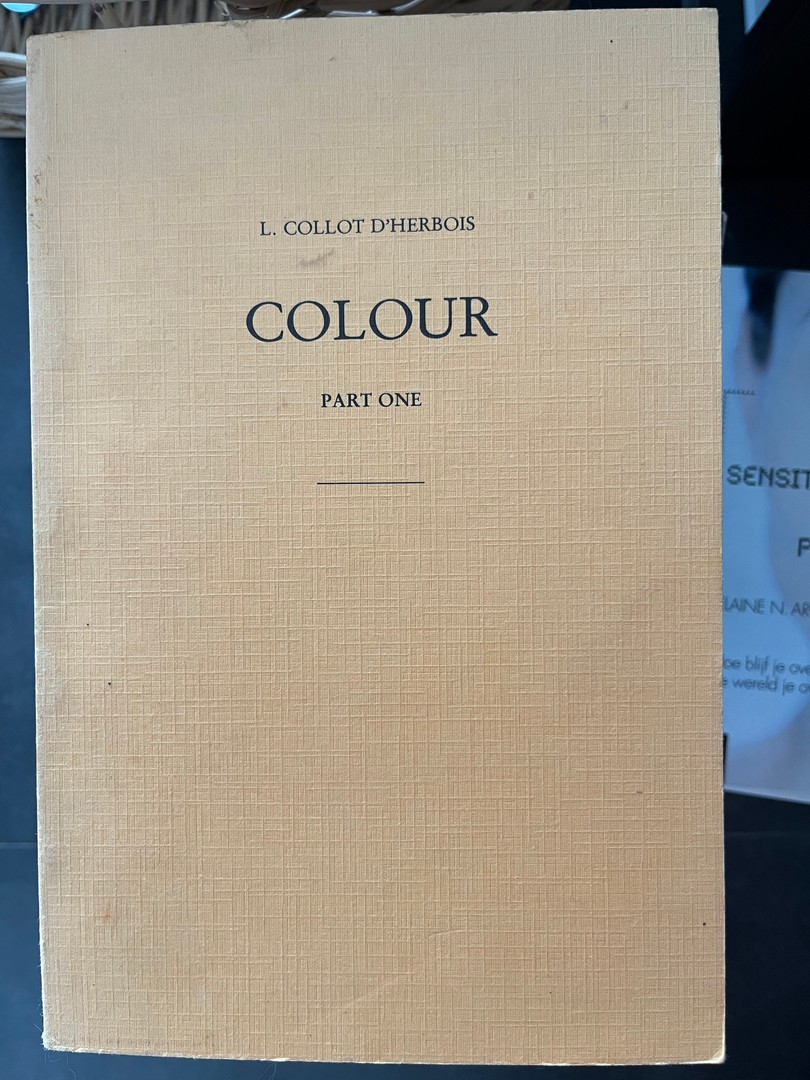 L. COLLOT D'HERBOIS
COLOUR
PART ONE
SENSIT
P
LAINE N. AR
oe blijf je ove
wereld je o